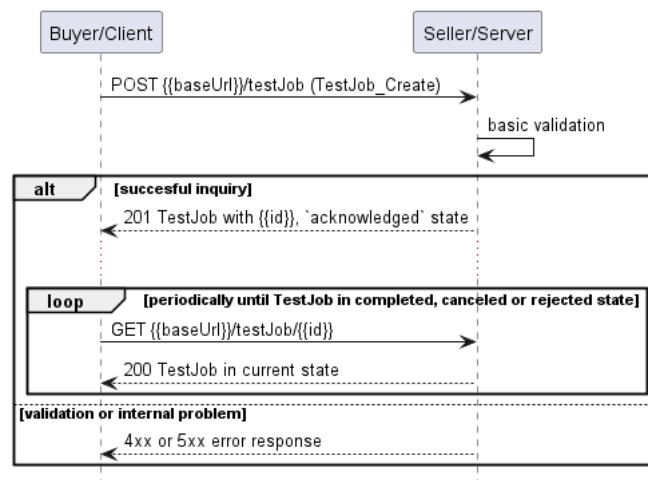 Buyer/Client
Seller/Server
POST {{baseUrl}}/testJob (TestJob_Create)
basic validation
alt [succesful inquiry]
201 TestJob with {{id}}, `acknowledged` state
loop [periodically until TestJob in completed, canceled or rejected state]
GET {{baseUrl}}/testJob/{{id}}
200 TestJob in current state
[validation or internal problem]
4xx or 5xx error response